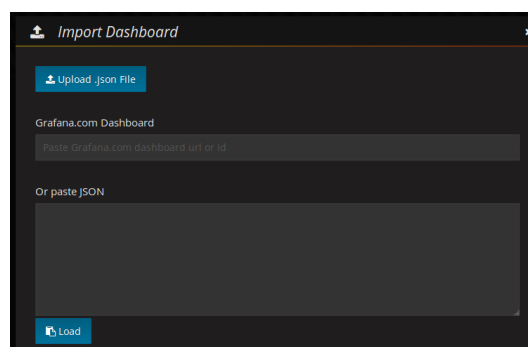 Import Dashboard
Upload .json File
Grafana.com Dashboard
Paste Grafana.com dashboard url or id
Or paste JSON
Load